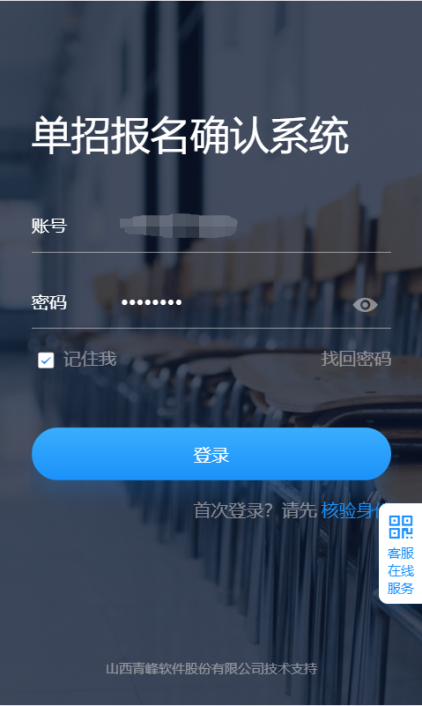 单招报名确认系统
账号
密码 ••••••••
记住我 找回密码
登录
首次登录？请先 核验身份
客服
在线
服务
山西青峰软件股份有限公司技术支持